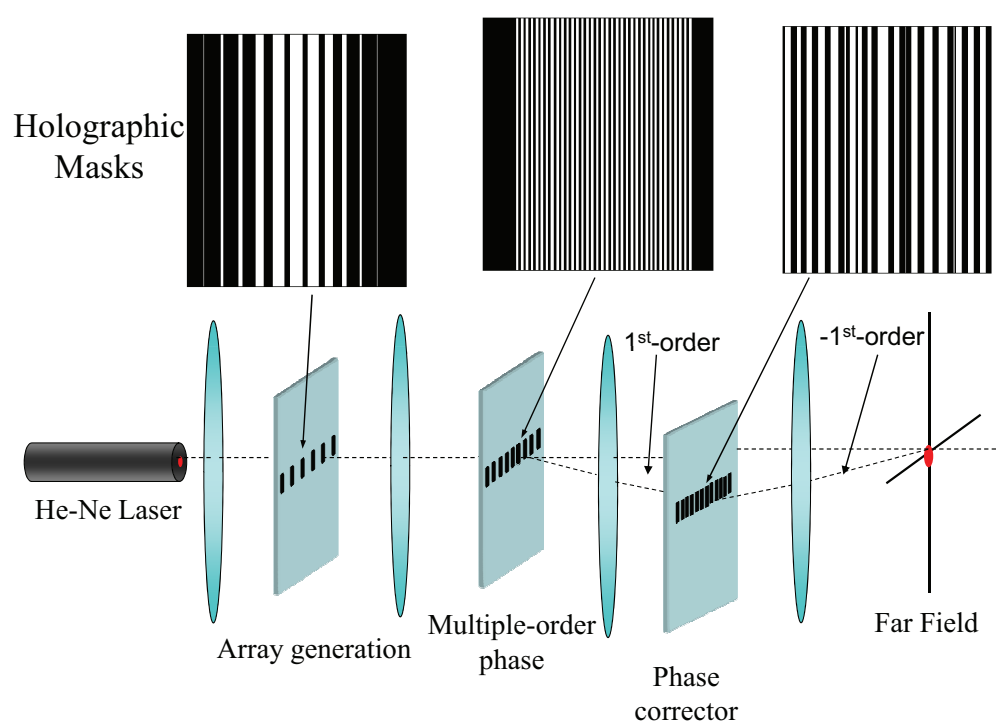 Holographic
Masks
1st-order
-1st-order
He-Ne Laser
Array generation
Multiple-order
phase
Phase
corrector
Far Field